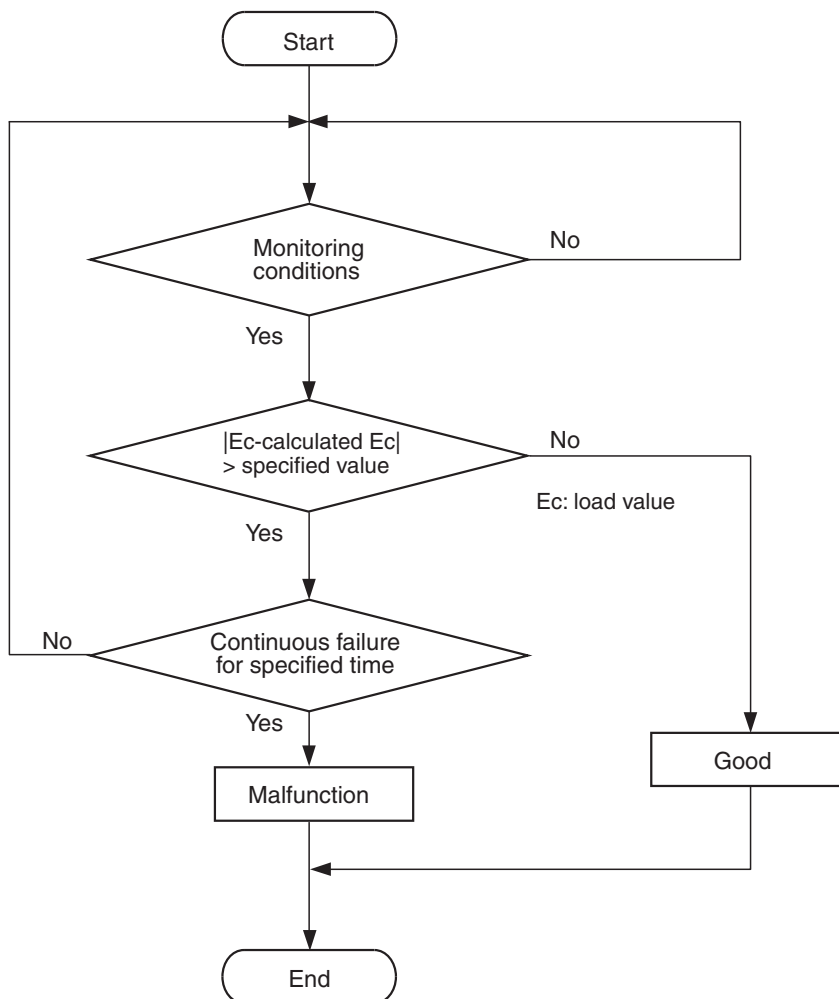 Start
Monitoring
conditions
No
Yes
|Ec-calculated Ec|
> specified value
No
Ec: load value
Yes
Continuous failure
for specified time
No
Yes
Malfunction
Good
End